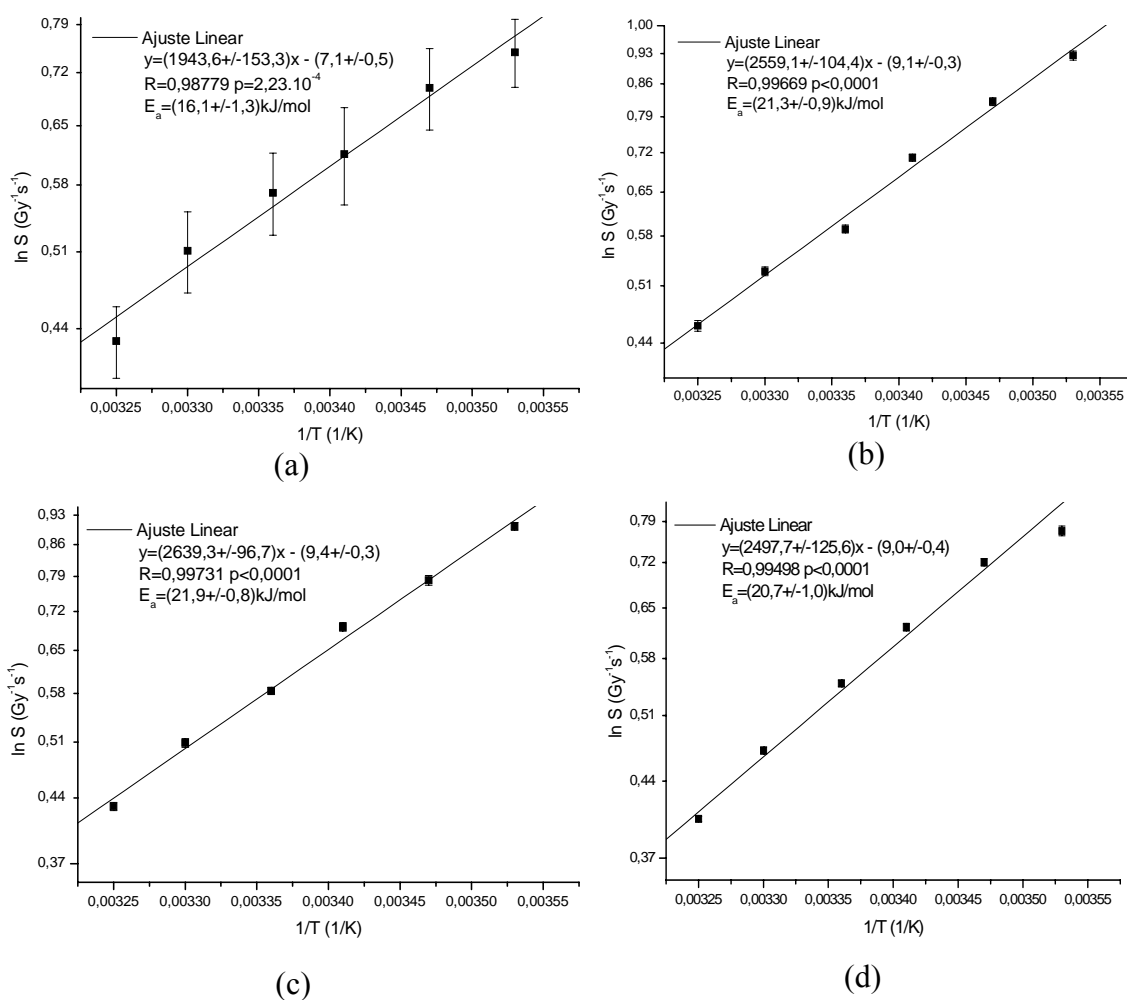 Ajuste Linear
y=(1943,6+/-153,3)x - (7,1+/-0,5)
R=0,98779 p=2,23.10⁻⁴
Eₐ=(16,1+/-1,3)kJ/mol
0,79
0,72
0,65
0,58
0,51
0,44
ln S (Gy⁻¹s⁻¹)
0,00325 0,00330 0,00335 0,00340 0,00345 0,00350 0,00355
1/T (1/K)
(a)
Ajuste Linear
y=(2559,1+/-104,4)x - (9,1+/-0,3)
R=0,99669 p<0,0001
Eₐ=(21,3+/-0,9)kJ/mol
1,00
0,93
0,86
0,79
0,72
0,65
0,58
0,51
0,44
ln S (Gy⁻¹s⁻¹)
0,00325 0,00330 0,00335 0,00340 0,00345 0,00350 0,00355
1/T (1/K)
(b)
Ajuste Linear
y=(2639,3+/-96,7)x - (9,4+/-0,3)
R=0,99731 p<0,0001
Eₐ=(21,9+/-0,8)kJ/mol
0,93
0,86
0,79
0,72
0,65
0,58
0,51
0,44
0,37
ln S (Gy⁻¹s⁻¹)
0,00325 0,00330 0,00335 0,00340 0,00345 0,00350 0,00355
1/T (1/K)
(c)
Ajuste Linear
y=(2497,7+/-125,6)x - (9,0+/-0,4)
R=0,99498 p<0,0001
Eₐ=(20,7+/-1,0)kJ/mol
0,79
0,72
0,65
0,58
0,51
0,44
0,37
ln S (Gy⁻¹s⁻¹)
0,00325 0,00330 0,00335 0,00340 0,00345 0,00350 0,00355
1/T (1/K)
(d)